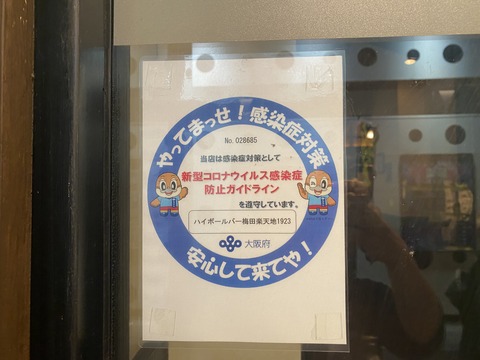 やってまっせ！感染症対策
No. 028685
当店は感染症対策として
新型コロナウイルス感染症
防止ガイドライン
を遵守しています。
ハイボールバー梅田楽天地1923
大阪府
安心して来てや！